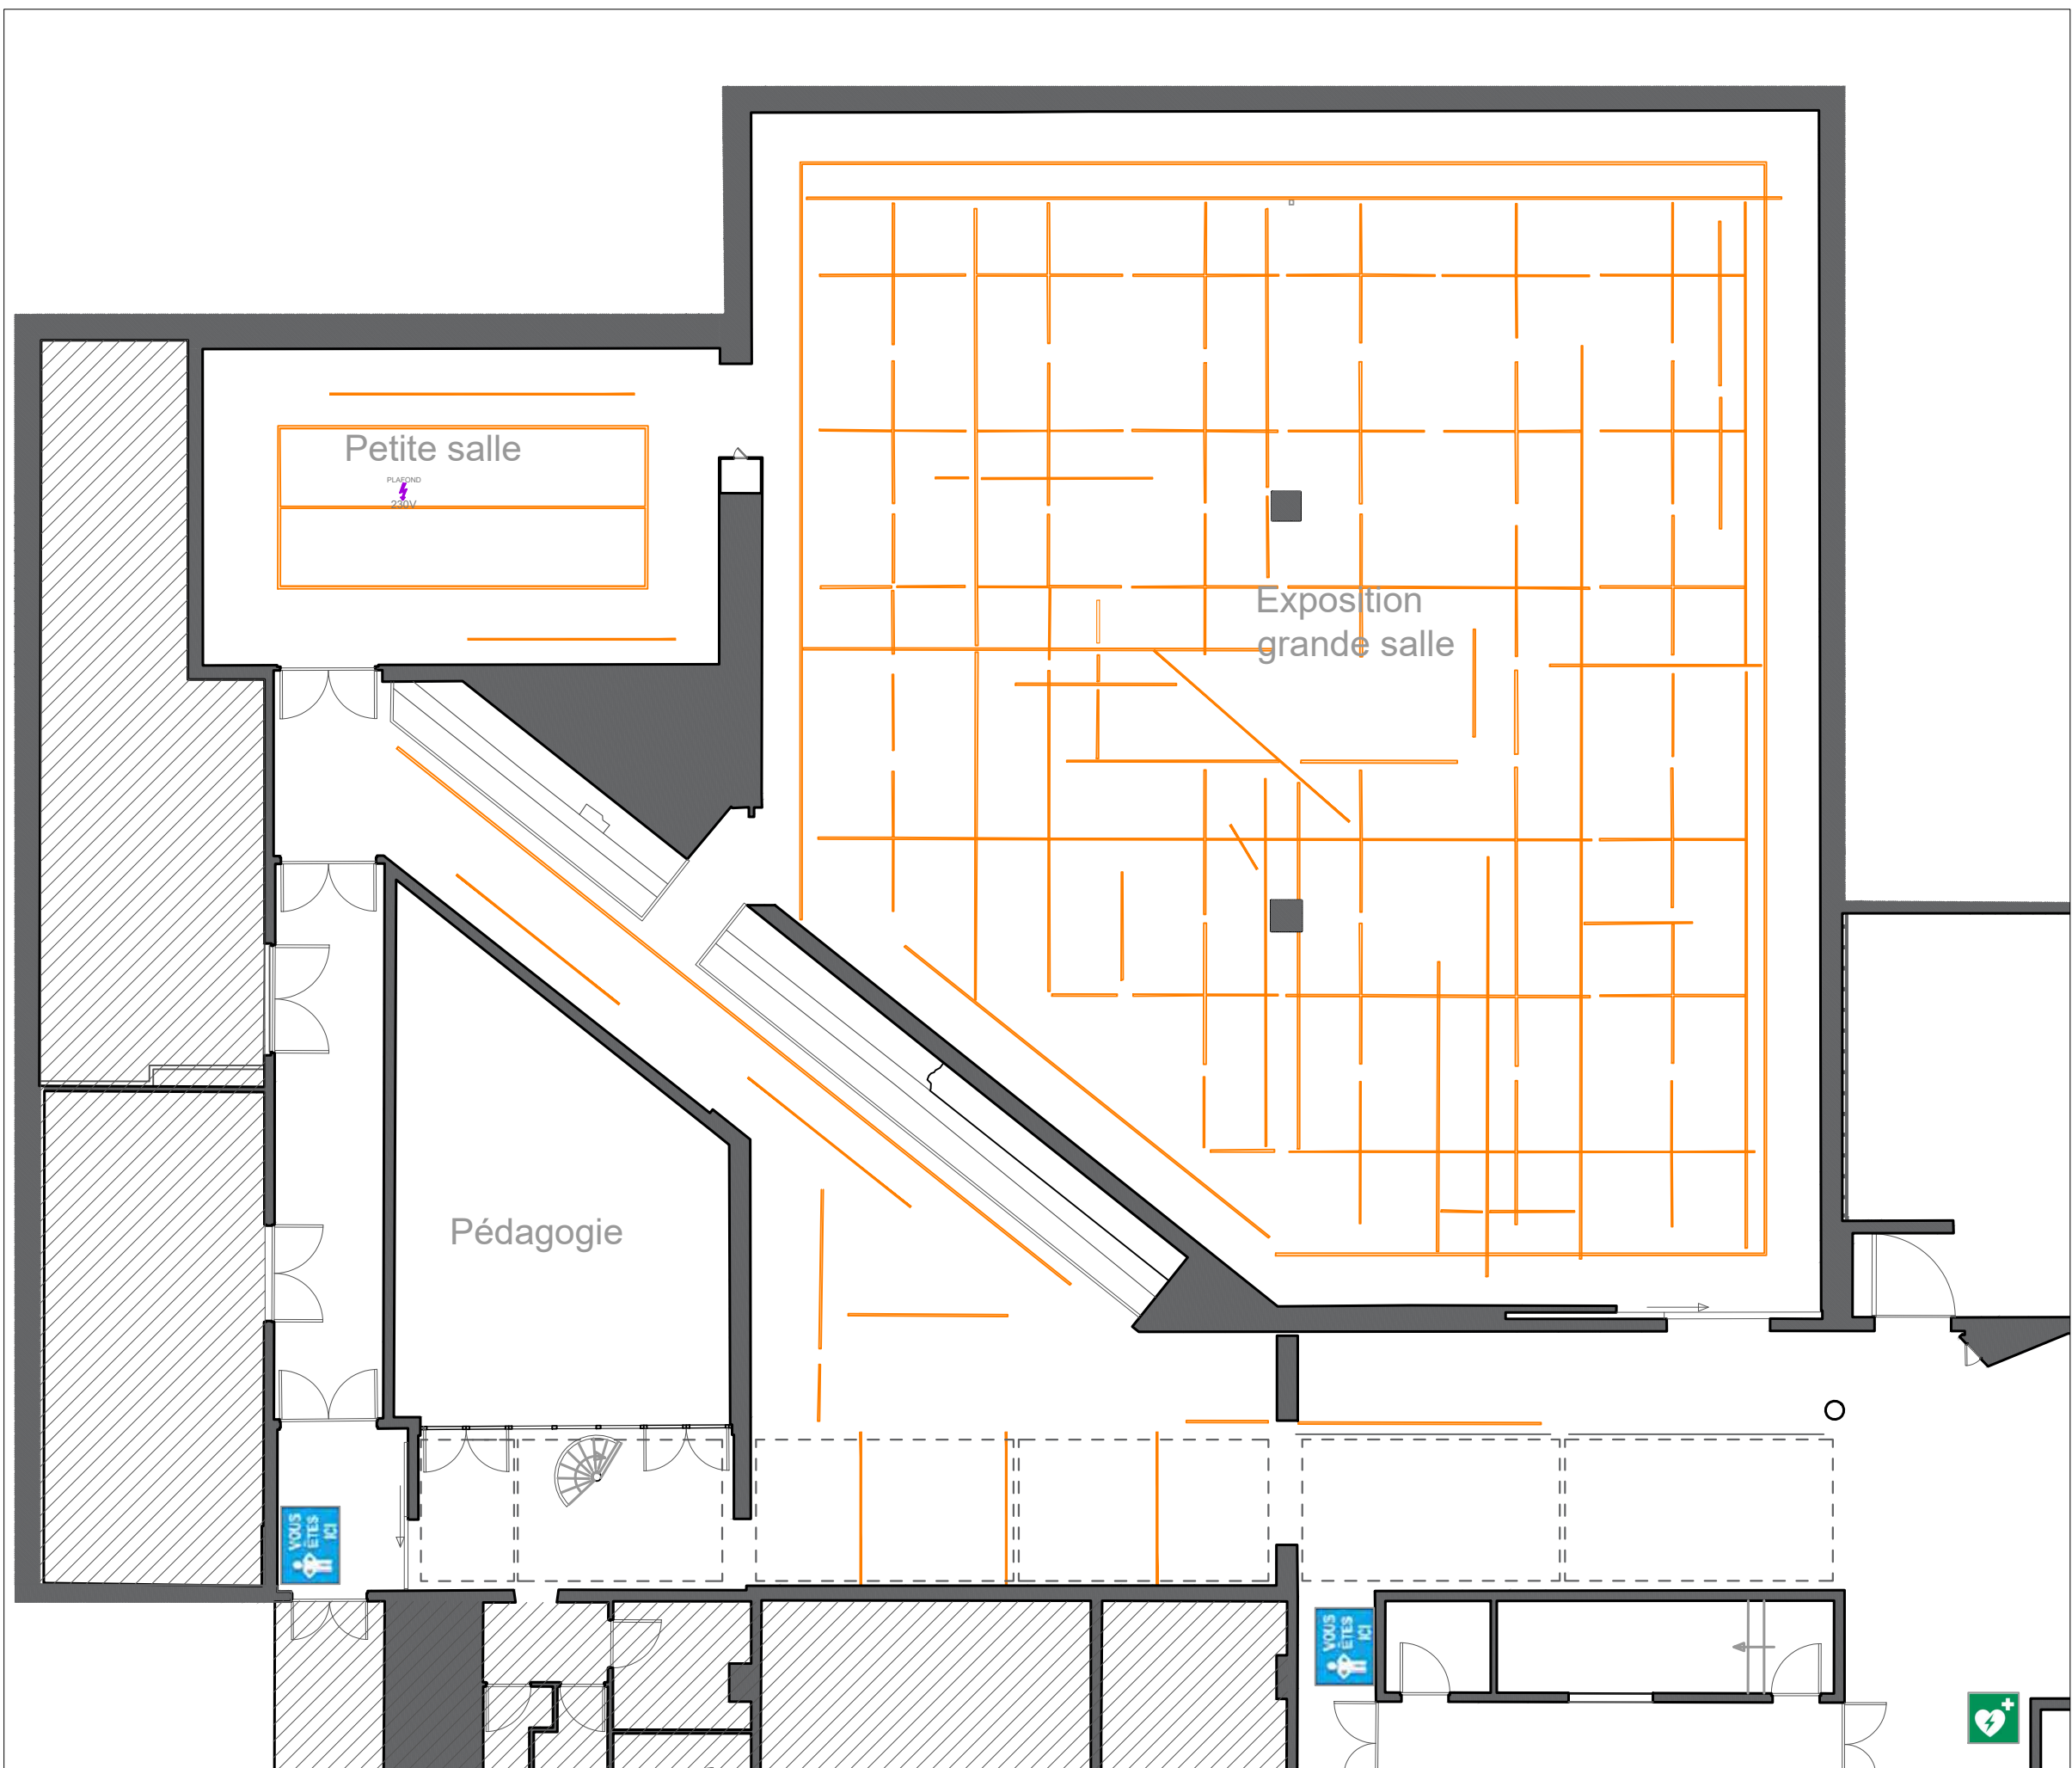 Petite salle
PLAFOND
230V
Exposition
grande salle
Pédagogie
VOUS
ÊTES
ICI
VOUS
ÊTES
ICI